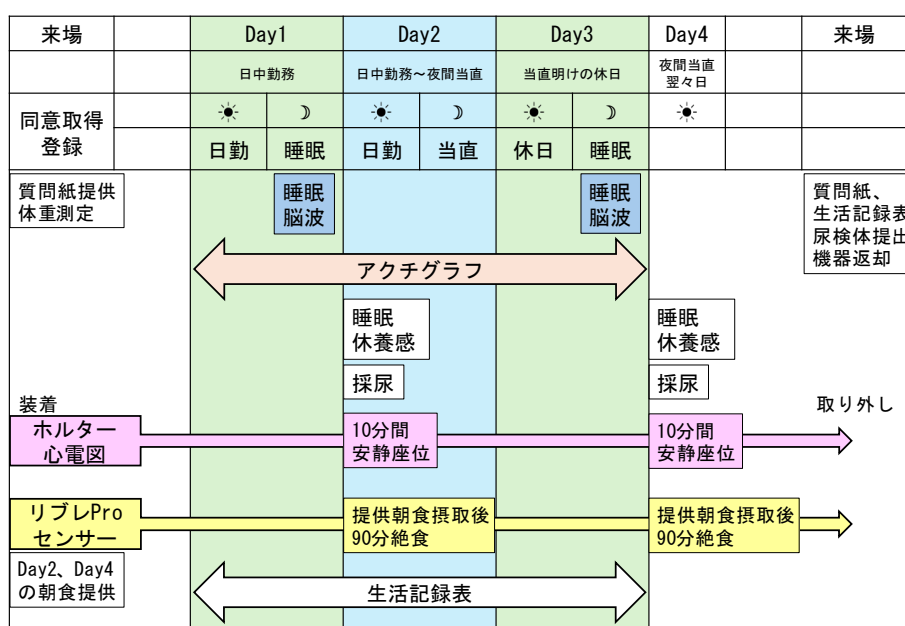 来場 Day1 Day2 Day3 Day4 来場
日中勤務 日中勤務～夜間当直 当直明けの休日 夜間当直
翌々日
同意取得
登録
☀ ☽ ☀ ☽ ☀ ☽ ☀
日勤 睡眠 日勤 当直 休日 睡眠
質問紙提供
体重測定
睡眠
脳波
睡眠
脳波
質問紙、
生活記録表
尿検体提出
機器返却
アクチグラフ
睡眠
休養感
睡眠
休養感
採尿
採尿
装着
取り外し
ホルター
心電図
10分間
安静座位
10分間
安静座位
リブレPro
センサー
提供朝食摂取後
90分絶食
提供朝食摂取後
90分絶食
Day2、Day4
の朝食提供
生活記録表